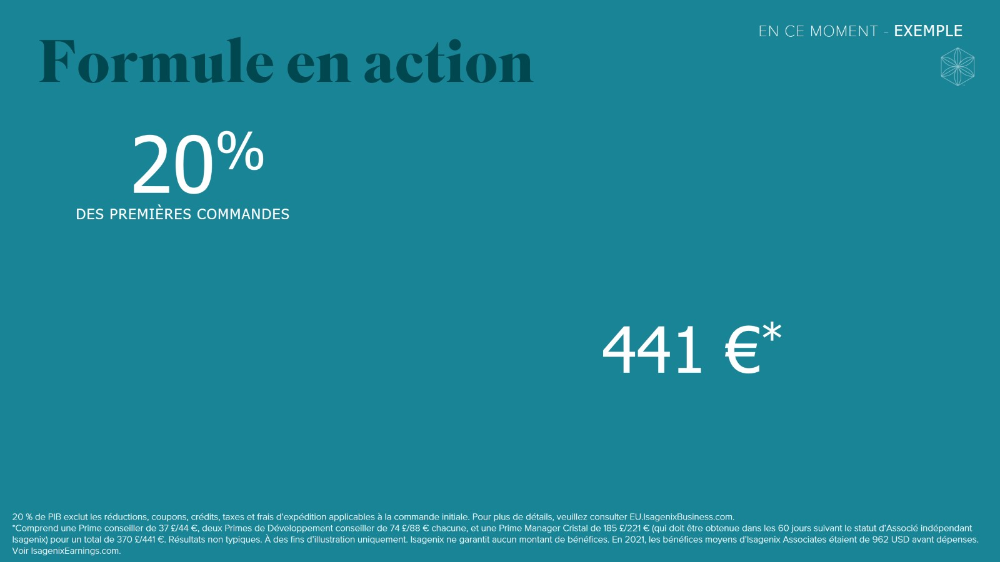 EN CE MOMENT - EXEMPLE
Formule en action
20%
DES PREMIÈRES COMMANDES
441 €*
20 % de PIB exclut les réductions, coupons, crédits, taxes et frais d'expédition applicables à la commande initiale. Pour plus de détails, veuillez consulter EU.IsagenixBusiness.com.
*Comprend une Prime conseiller de 37 £/44 €, deux Primes de Développement conseiller de 74 £/88 € chacune, et une Prime Manager Cristal de 185 £/221 € (qui doit être obtenue dans les 60 jours suivant le statut d'Associé indépendant
Isagenix) pour un total de 370 £/441 €. Résultats non typiques. À des fins d'illustration uniquement. Isagenix ne garantit aucun montant de bénéfices. En 2021, les bénéfices moyens d'Isagenix Associates étaient de 962 USD avant dépenses.
Voir IsagenixEarnings.com.